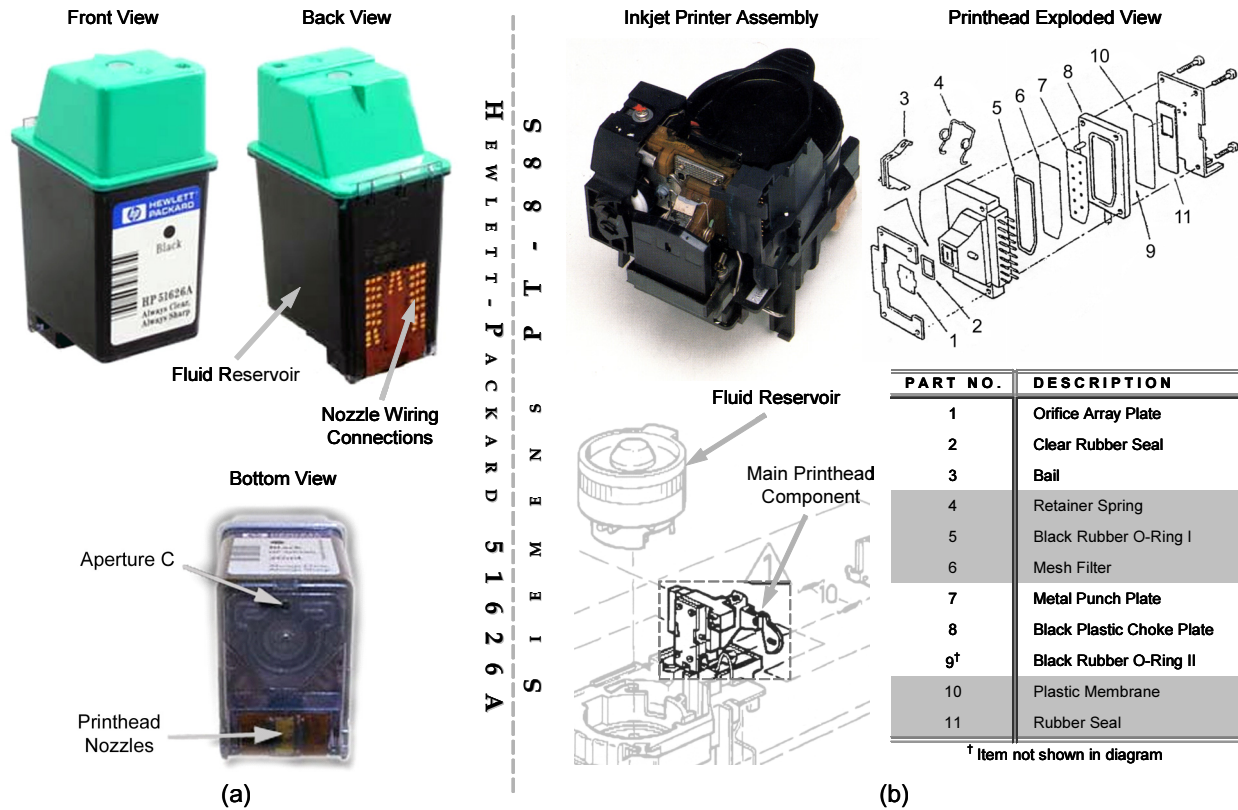 Front View
Back View
HEWLETT
PACKARD
hp
Black
HP 51626A
Always Clear,
Always Sharp
Fluid Reservoir
Nozzle Wiring
Connections
Bottom View
Aperture C
Black
Printhead
Nozzles
(a)
HEWLETT-PACKARD 51626A
SIEMENS PT-88S
Inkjet Printer Assembly
Printhead Exploded View
3
4
5
6
7
8
10
11
9
2
1
Fluid Reservoir
Main Printhead
Component
1
10
PART NO. DESCRIPTION
1 Orifice Array Plate
2 Clear Rubber Seal
3 Bail
4 Retainer Spring
5 Black Rubber O-Ring I
6 Mesh Filter
7 Metal Punch Plate
8 Black Plastic Choke Plate
9† Black Rubber O-Ring II
10 Plastic Membrane
11 Rubber Seal
† Item not shown in diagram
(b)